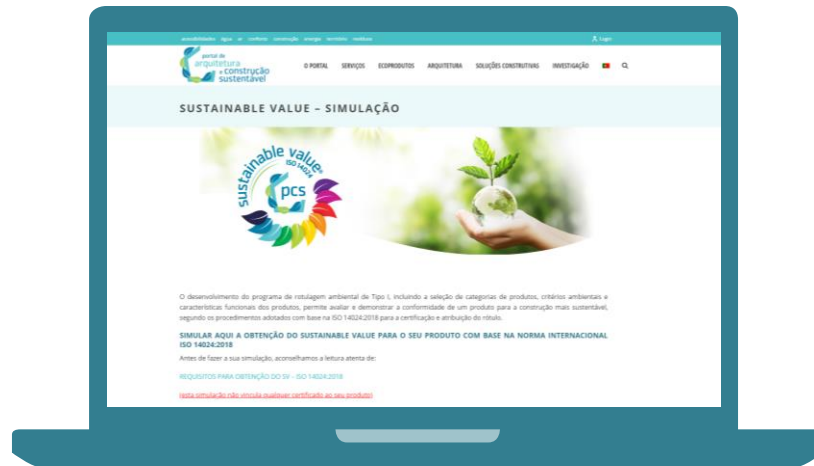 acessibilidades água ar conforto construção energia território resíduos
Login
portal da
arquitetura
e construção
sustentável
O PORTAL SERVIÇOS ECOPRODUTOS ARQUITETURA SOLUÇÕES CONSTRUTIVAS INVESTIGAÇÃO
SUSTAINABLE VALUE – SIMULAÇÃO
sustainable value®
ISO 14024
pcs
O desenvolvimento do programa de rotulagem ambiental de Tipo I, incluindo a seleção de categorias de produtos, critérios ambientais e
características funcionais dos produtos, permite avaliar e demonstrar a conformidade de um produto para a construção mais sustentável,
segundo os procedimentos adotados com base na ISO 14024:2018 para a certificação e atribuição do rótulo.
SIMULAR AQUI A OBTENÇÃO DO SUSTAINABLE VALUE PARA O SEU PRODUTO COM BASE NA NORMA INTERNACIONAL
ISO 14024:2018
Antes de fazer a sua simulação, aconselhamos a leitura atenta de:
REQUISITOS PARA OBTENÇÃO DO SV – ISO 14024:2018
(esta simulação não vincula qualquer certificado ao seu produto)